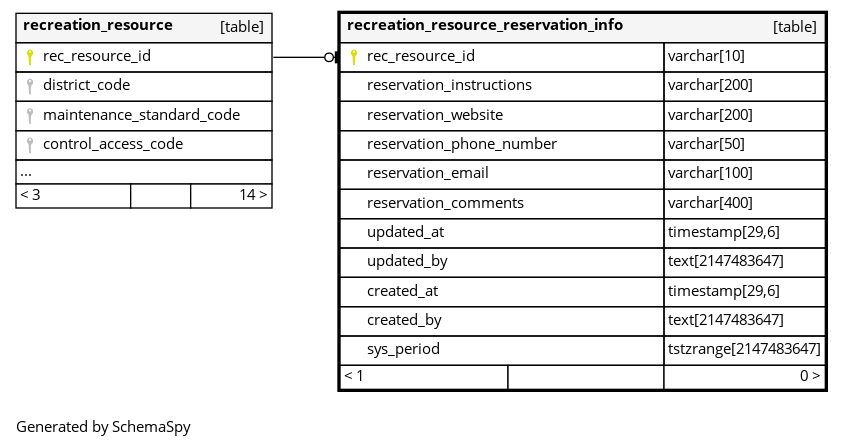 recreation_resource [table]
rec_resource_id
district_code
maintenance_standard_code
control_access_code
...
< 3 14 >
recreation_resource_reservation_info [table]
rec_resource_id varchar[10]
reservation_instructions varchar[200]
reservation_website varchar[200]
reservation_phone_number varchar[50]
reservation_email varchar[100]
reservation_comments varchar[400]
updated_at timestamp[29,6]
updated_by text[2147483647]
created_at timestamp[29,6]
created_by text[2147483647]
sys_period tstzrange[2147483647]
< 1 0 >
Generated by SchemaSpy